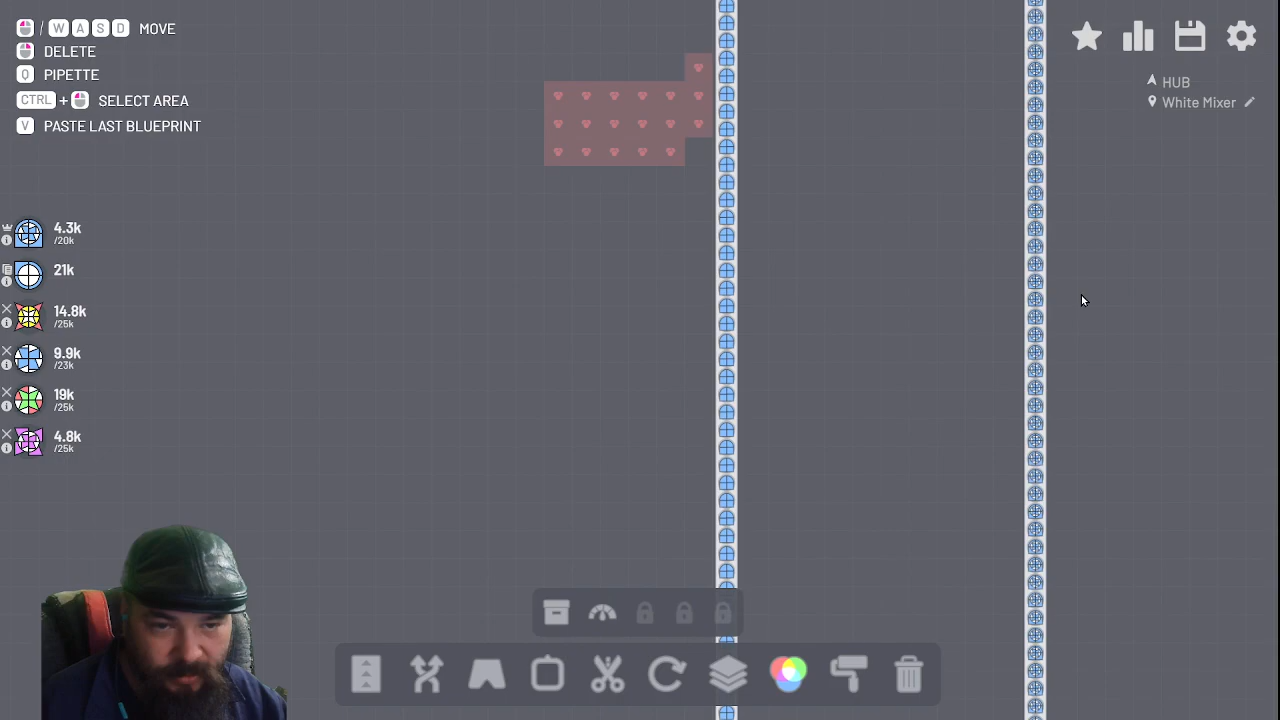 / W A S D MOVE
DELETE
Q PIPETTE
CTRL + SELECT AREA
V PASTE LAST BLUEPRINT
HUB
White Mixer
4.3k
/20k
21k
14.8k
/25k
9.9k
/23k
19k
/25k
4.8k
/25k